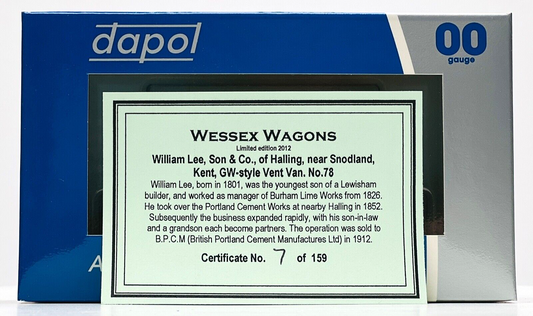 dapol
00
gauge
WESSEX WAGONS
Limited edition 2012
William Lee, Son & Co., of Halling, near Snodland,
Kent, GW-style Vent Van. No.78
William Lee, born in 1801, was the youngest son of a Lewisham
builder, and worked as manager of Burham Lime Works from 1826.
He took over the Portland Cement Works at nearby Halling in 1852.
Subsequently the business expanded rapidly, with his son-in-law
and a grandson each become partners. The operation was sold to
B.P.C.M (British Portland Cement Manufactures Ltd) in 1912.
Certificate No. 7 of 159